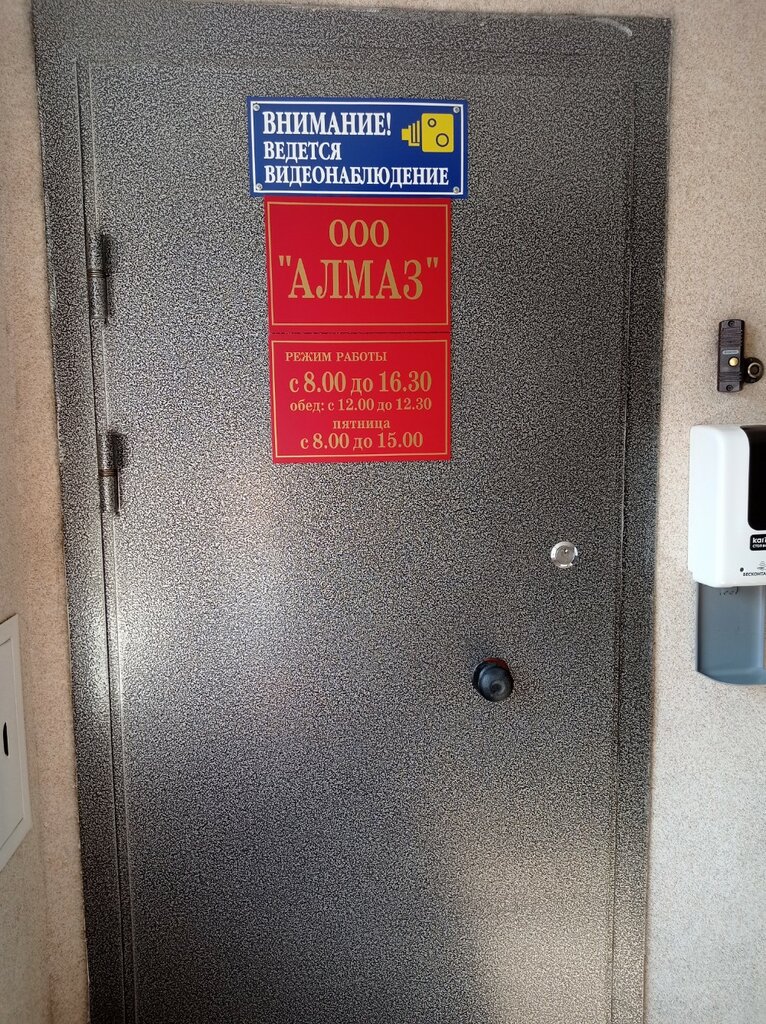 ВНИМАНИЕ!
ВЕДЕТСЯ
ВИДЕОНАБЛЮДЕНИЕ
ООО
"АЛМАЗ"
РЕЖИМ РАБОТЫ
с 8.00 до 16.30
обед: с 12.00 до 12.30
пятница
с 8.00 до 15.00